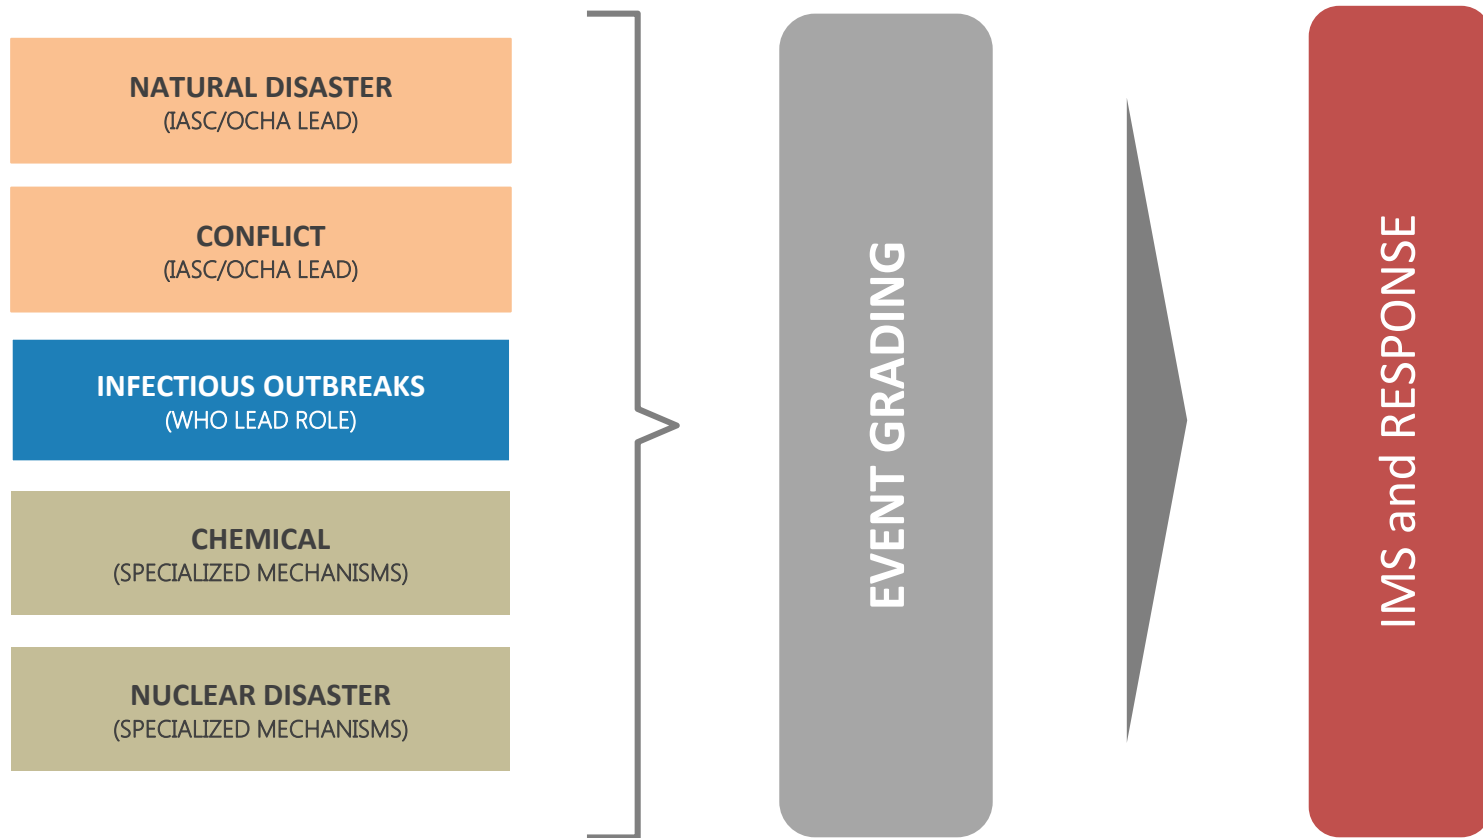 NATURAL DISASTER
(IASC/OCHA LEAD)
CONFLICT
(IASC/OCHA LEAD)
INFECTIOUS OUTBREAKS
(WHO LEAD ROLE)
CHEMICAL
(SPECIALIZED MECHANISMS)
NUCLEAR DISASTER
(SPECIALIZED MECHANISMS)
EVENT GRADING
IMS and RESPONSE